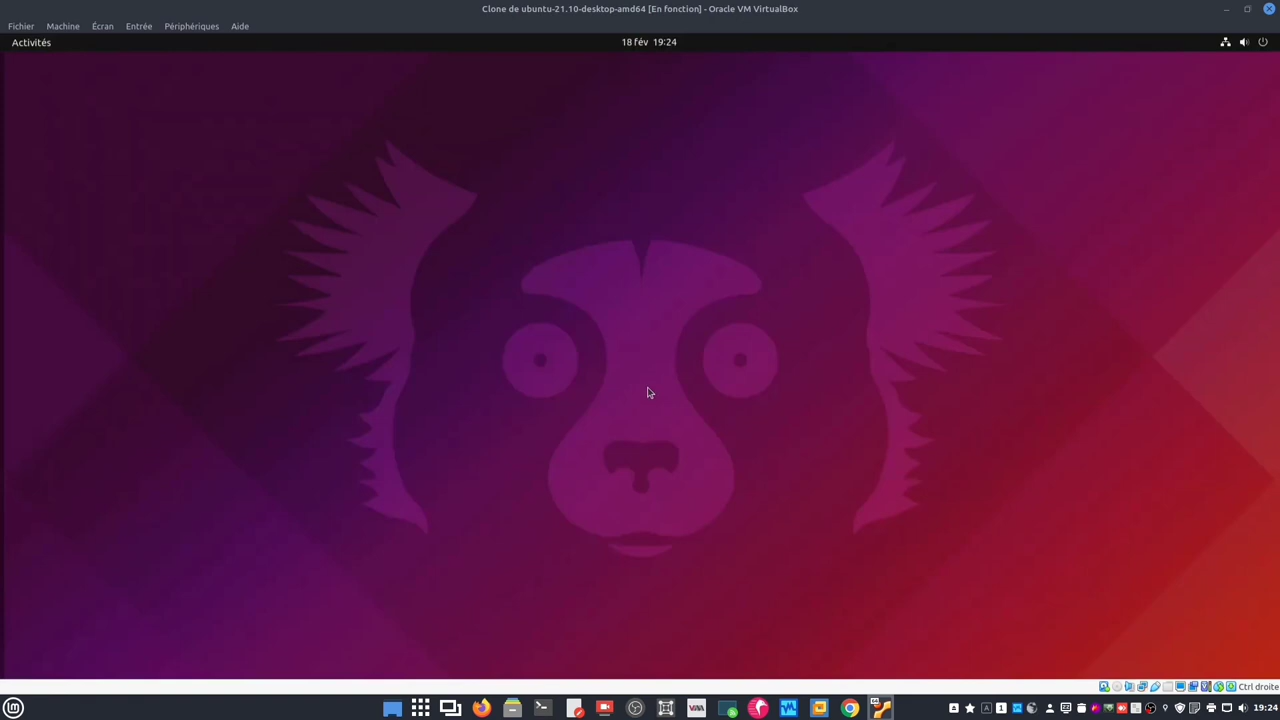 Clone de ubuntu-21.10-desktop-amd64 [En fonction] - Oracle VM VirtualBox
Fichier Machine Écran Entrée Périphériques Aide
Activités 18 fév 19:24
Ctrl droite
19:24